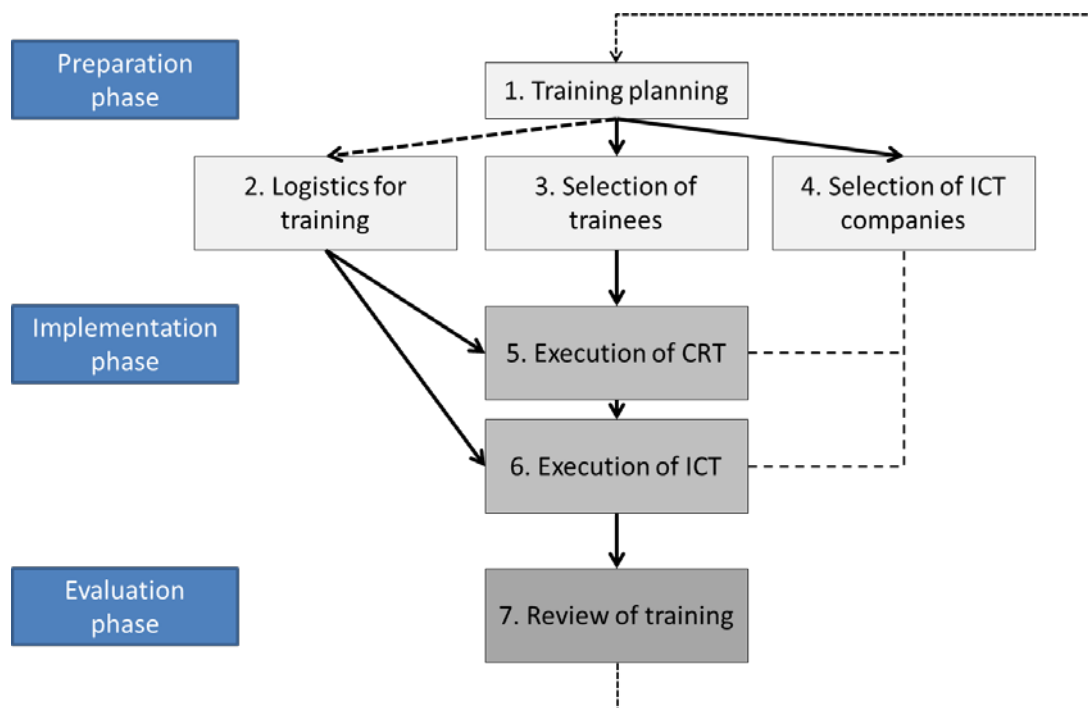 Preparation
phase
1. Training planning
2. Logistics for
training
3. Selection of
trainees
4. Selection of ICT
companies
Implementation
phase
5. Execution of CRT
6. Execution of ICT
Evaluation
phase
7. Review of training